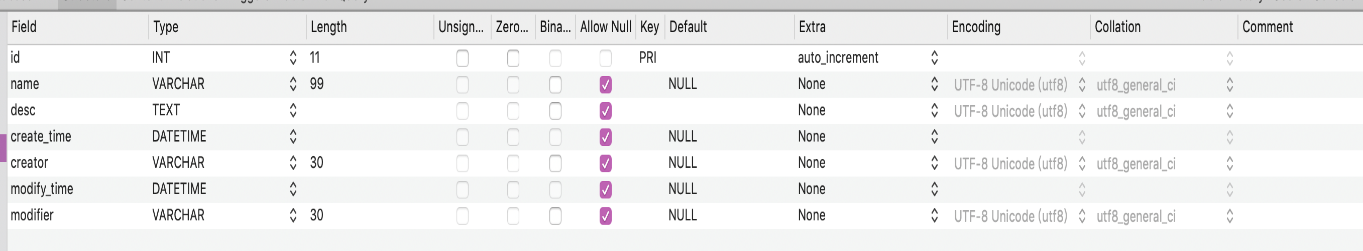 Field Type Length Unsign... Zero... Bina... Allow Null Key Default Extra Encoding Collation Comment
id INT 11 PRI auto_increment
name VARCHAR 99 NULL None UTF-8 Unicode (utf8) utf8_general_ci
desc TEXT None UTF-8 Unicode (utf8) utf8_general_ci
create_time DATETIME NULL None
creator VARCHAR 30 NULL None UTF-8 Unicode (utf8) utf8_general_ci
modify_time DATETIME NULL None
modifier VARCHAR 30 NULL None UTF-8 Unicode (utf8) utf8_general_ci